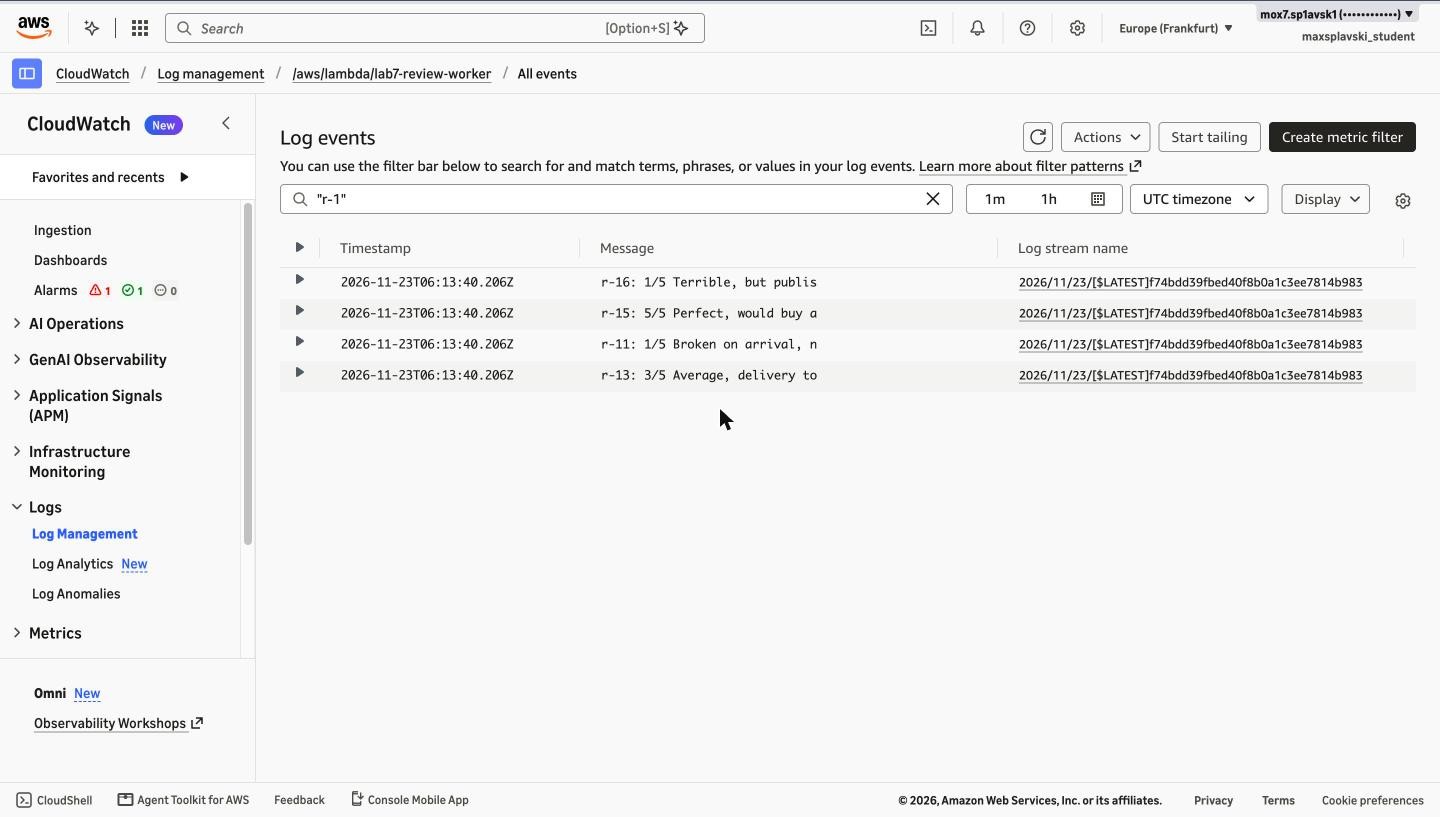 aws
Search [Option+S]
mox7.sp1avsk1 (••••••••••••)
Europe (Frankfurt)
maxsplavski_student
CloudWatch / Log management / /aws/lambda/lab7-review-worker / All events
CloudWatch New
Favorites and recents
Ingestion
Dashboards
Alarms 1 1 0
AI Operations
GenAI Observability
Application Signals
(APM)
Infrastructure
Monitoring
Logs
Log Management
Log Analytics New
Log Anomalies
Metrics
Omni New
Observability Workshops
Log events
Actions Start tailing Create metric filter
You can use the filter bar below to search for and match terms, phrases, or values in your log events. Learn more about filter patterns
"r-1" 1m 1h UTC timezone Display
Timestamp Message Log stream name
2026-11-23T06:13:40.206Z r-16: 1/5 Terrible, but publis 2026/11/23/[$LATEST]f74bdd39fbed40f8b0a1c3ee7814b983
2026-11-23T06:13:40.206Z r-15: 5/5 Perfect, would buy a 2026/11/23/[$LATEST]f74bdd39fbed40f8b0a1c3ee7814b983
2026-11-23T06:13:40.206Z r-11: 1/5 Broken on arrival, n 2026/11/23/[$LATEST]f74bdd39fbed40f8b0a1c3ee7814b983
2026-11-23T06:13:40.206Z r-13: 3/5 Average, delivery to 2026/11/23/[$LATEST]f74bdd39fbed40f8b0a1c3ee7814b983
CloudShell Agent Toolkit for AWS Feedback Console Mobile App © 2026, Amazon Web Services, Inc. or its affiliates. Privacy Terms Cookie preferences